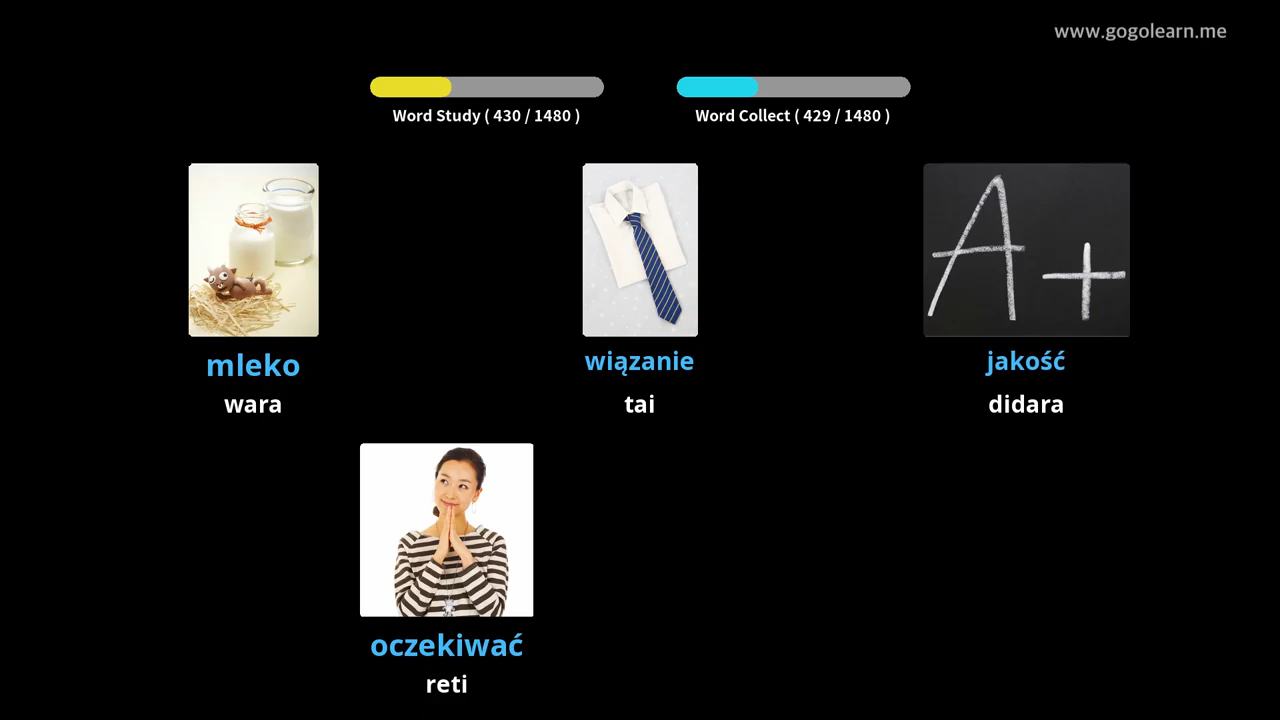 www.gogolearn.me
Word Study ( 430 / 1480 )
Word Collect ( 429 / 1480 )
A+
mleko
wara
wiązanie
tai
jakość
didara
oczekiwać
reti